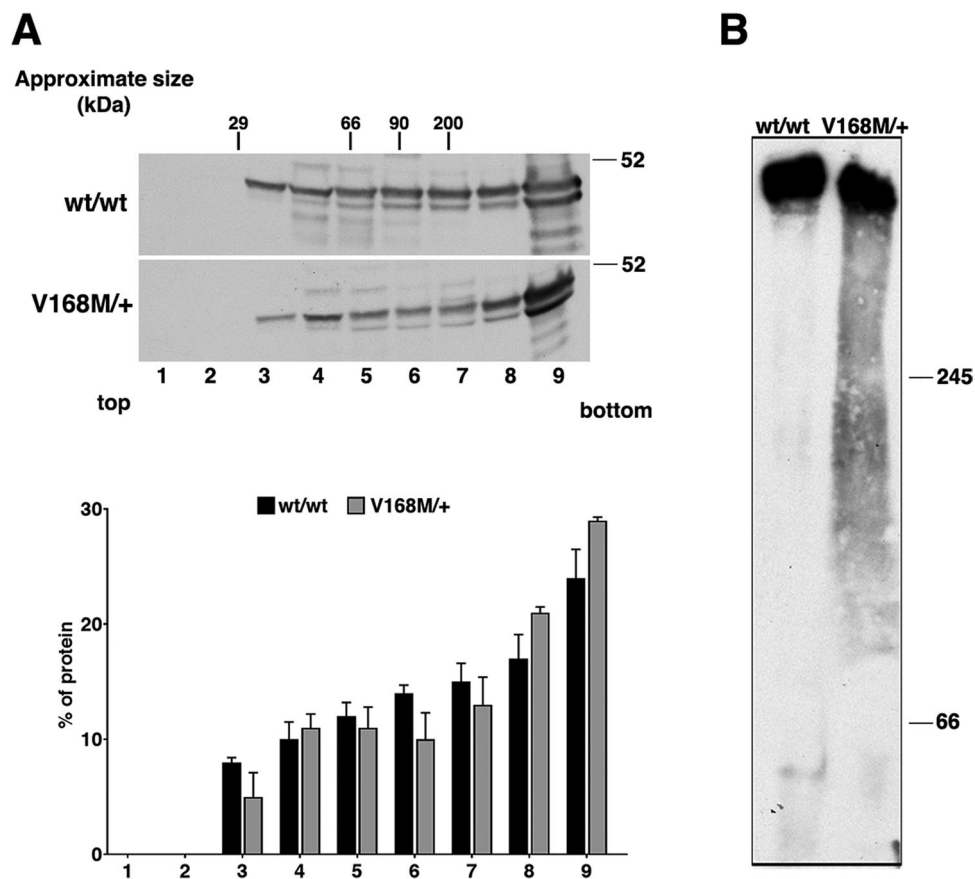 A
Approximate size
(kDa)
29 66 90 200
wt/wt
52
V168M/+
52
1 2 3 4 5 6 7 8 9
top bottom
30
20
10
0
% of protein
wt/wt V168M/+
1 2 3 4 5 6 7 8 9
B
wt/wt V168M/+
245
66